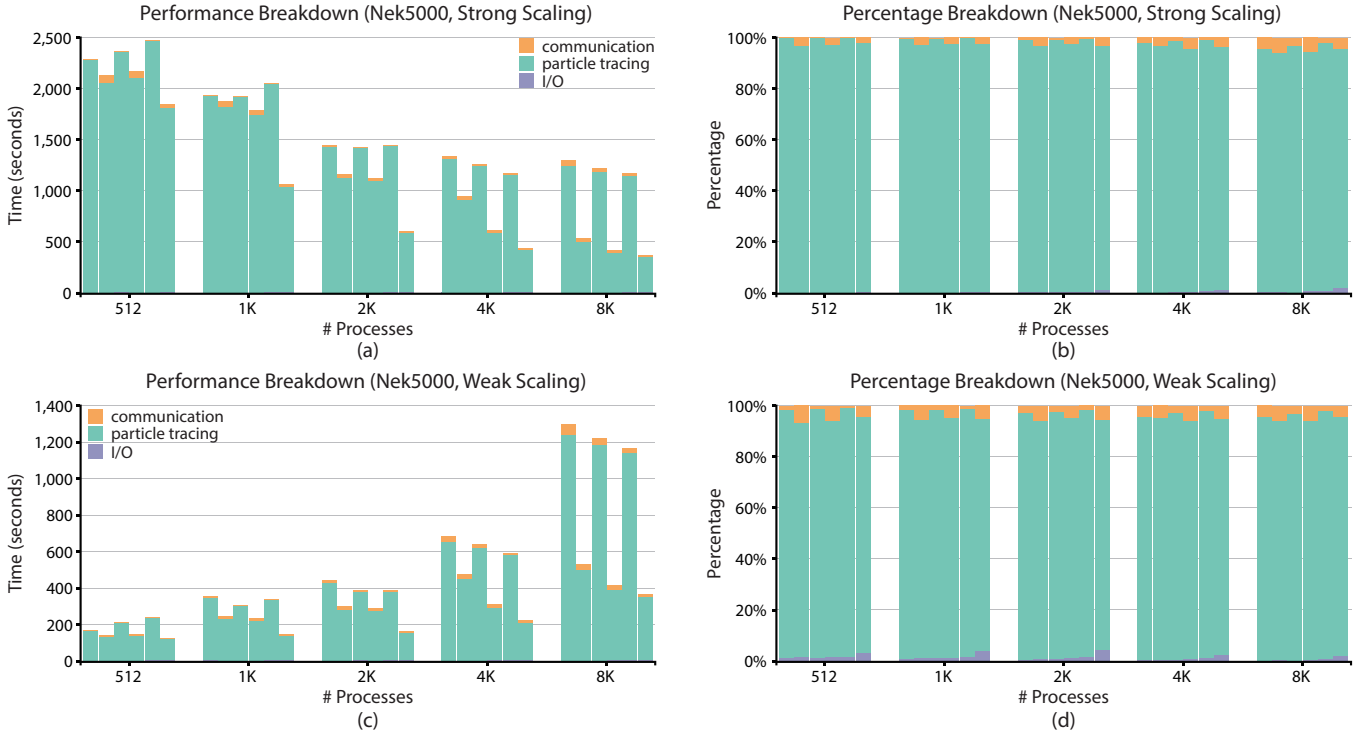 Performance Breakdown (Nek5000, Strong Scaling)
2,500
2,000
1,500
1,000
500
0
Time (seconds)
communication
particle tracing
I/O
512
1K
2K
4K
8K
# Processes
(a)
Percentage Breakdown (Nek5000, Strong Scaling)
100%
80%
60%
40%
20%
0%
Percentage
512
1K
2K
4K
8K
# Processes
(b)
Performance Breakdown (Nek5000, Weak Scaling)
1,400
1,200
1,000
800
600
400
200
0
Time (seconds)
communication
particle tracing
I/O
512
1K
2K
4K
8K
# Processes
(c)
Percentage Breakdown (Nek5000, Weak Scaling)
100%
80%
60%
40%
20%
0%
Percentage
512
1K
2K
4K
8K
# Processes
(d)